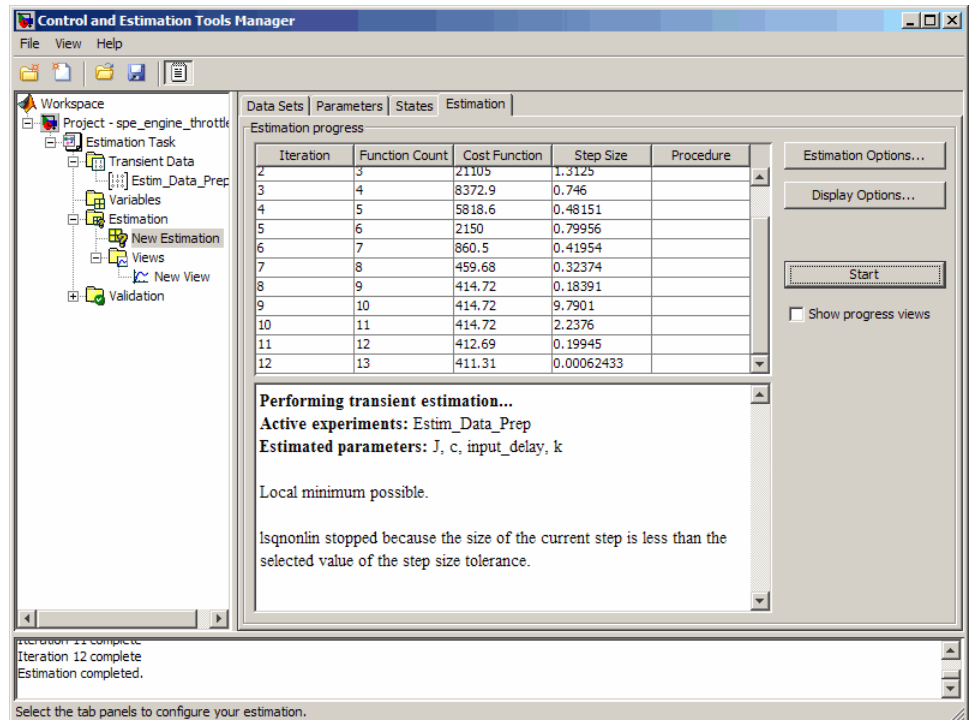 Control and Estimation Tools Manager
File View Help
Workspace
Project - spe_engine_throttle
Estimation Task
Transient Data
Estim_Data_Prep
Variables
Estimation
New Estimation
Views
New View
Validation
Data Sets Parameters States Estimation
Estimation progress
Iteration Function Count Cost Function Step Size Procedure
2 3 21105 1.3125
3 4 8372.9 0.746
4 5 5818.6 0.48151
5 6 2150 0.79956
6 7 860.5 0.41954
7 8 459.68 0.32374
8 9 414.72 0.18391
9 10 414.72 9.7901
10 11 414.72 2.2376
11 12 412.69 0.19945
12 13 411.31 0.00062433
Estimation Options...
Display Options...
Start
Show progress views
Performing transient estimation...
Active experiments: Estim_Data_Prep
Estimated parameters: J, c, input_delay, k
Local minimum possible.
lsqnonlin stopped because the size of the current step is less than the
selected value of the step size tolerance.
Iteration 11 complete
Iteration 12 complete
Estimation completed.
Select the tab panels to configure your estimation.